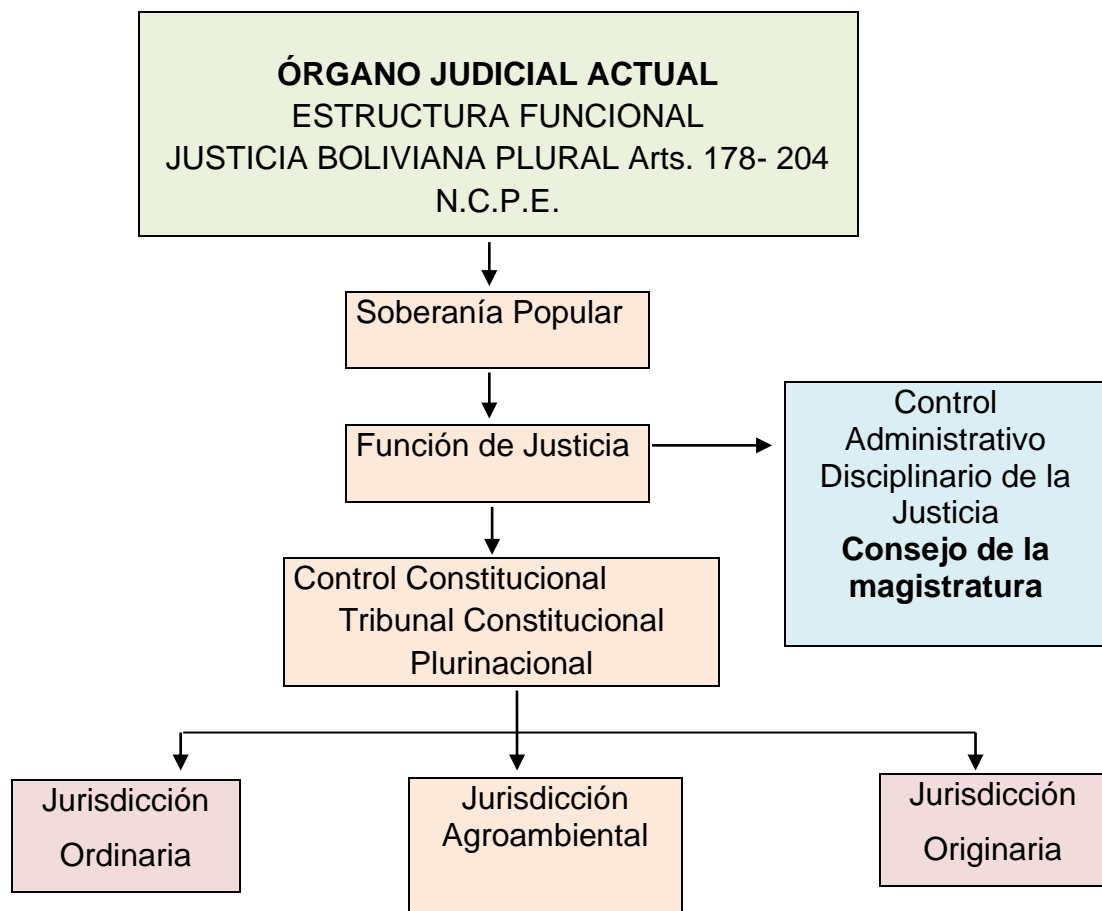 ÓRGANO JUDICIAL ACTUAL
ESTRUCTURA FUNCIONAL
JUSTICIA BOLIVIANA PLURAL Arts. 178- 204
N.C.P.E.
Soberanía Popular
Función de Justicia
Control
Administrativo
Disciplinario de la
Justicia
Consejo de la
magistratura
Control Constitucional
Tribunal Constitucional
Plurinacional
Jurisdicción
Ordinaria
Jurisdicción
Agroambiental
Jurisdicción
Originaria